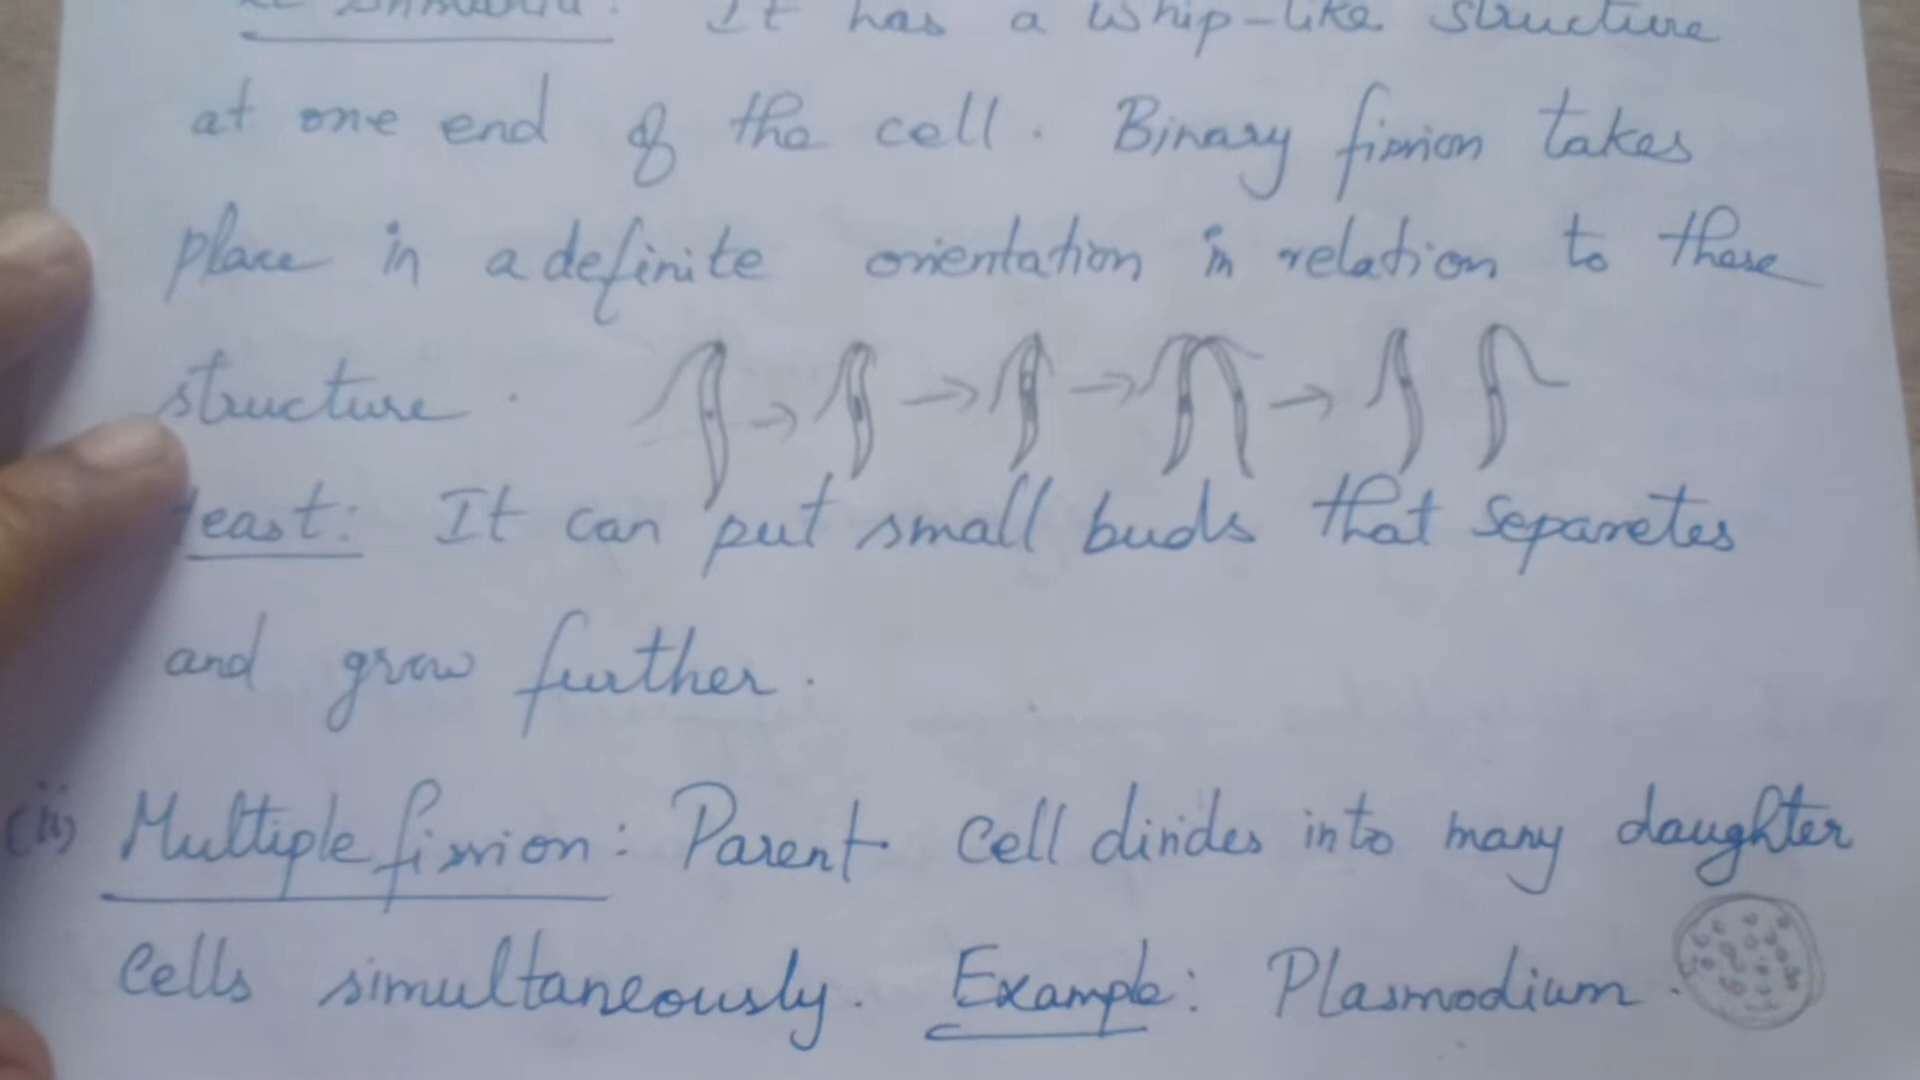 It has a whip-like structure
at one end of the cell. Binary fission takes
place in a definite orientation in relation to these
structure.
Yeast: It can put small buds that separetes
and grow further.
(ii) Multiple fission: Parent cell divides into many daughter
cells simultaneously. Example: Plasmodium.